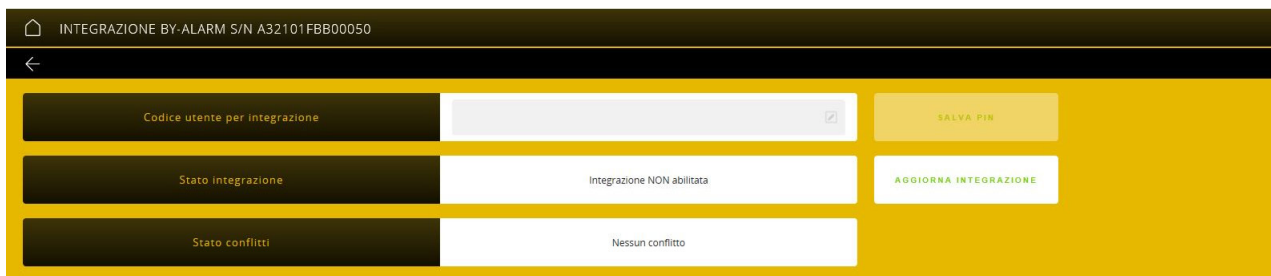 INTEGRAZIONE BY-ALARM S/N A32101FBB00050
Codice utente per integrazione
SALVA PIN
Stato integrazione
Integrazione NON abilitata
AGGIORNA INTEGRAZIONE
Stato conflitti
Nessun conflitto